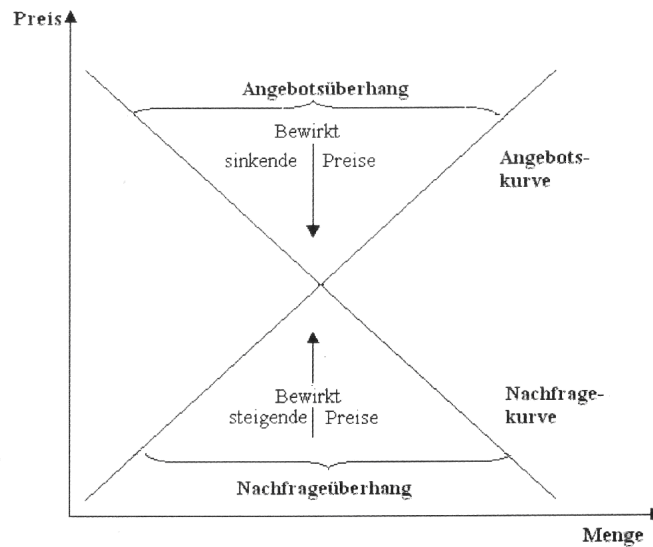 Preis
Angebotsüberhang
Bewirkt
sinkende Preise
Angebots-
kurve
Bewirkt
steigende Preise
Nachfrage-
kurve
Nachfrageüberhang
Menge